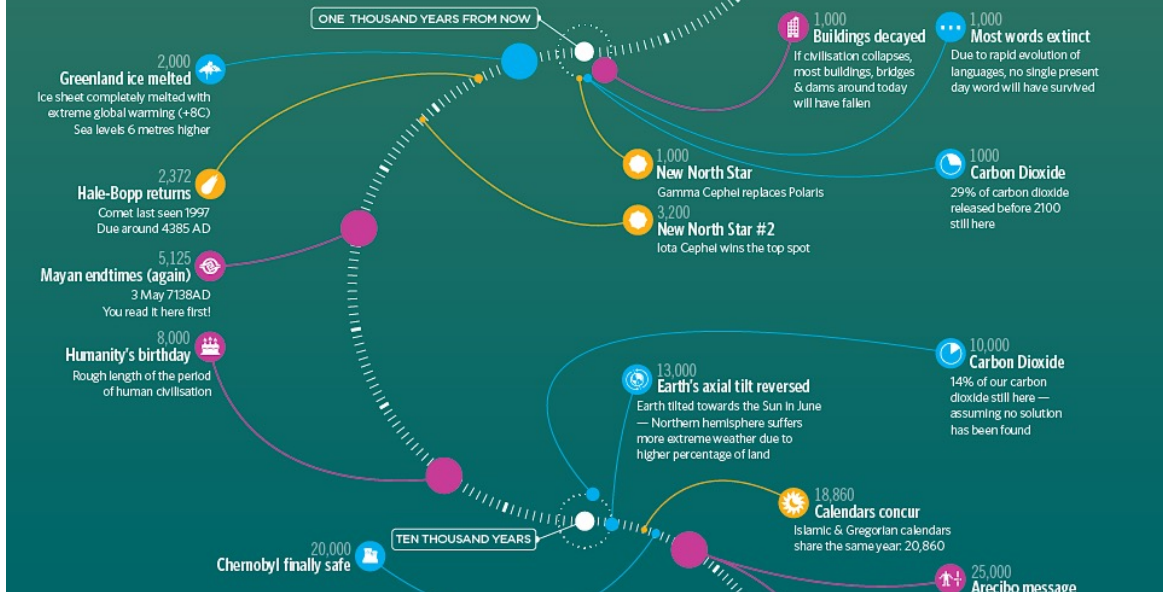 ONE THOUSAND YEARS FROM NOW
1,000
Buildings decayed
If civilisation collapses,
most buildings, bridges
& dams around today
will have fallen
1,000
Most words extinct
Due to rapid evolution of
languages, no single present
day word will have survived
2,000
Greenland ice melted
Ice sheet completely melted with
extreme global warming (+8C)
Sea levels 6 metres higher
1,000
New North Star
Gamma Cephei replaces Polaris
1000
Carbon Dioxide
29% of carbon dioxide
released before 2100
still here
2,372
Hale-Bopp returns
Comet last seen 1997
Due around 4385 AD
3,200
New North Star #2
Iota Cephei wins the top spot
5,125
Mayan endtimes (again)
3 May 7138AD
You read it here first!
8,000
Humanity's birthday
Rough length of the period
of human civilisation
13,000
Earth's axial tilt reversed
Earth tilted towards the Sun in June
— Northern hemisphere suffers
more extreme weather due to
higher percentage of land
10,000
Carbon Dioxide
14% of our carbon
dioxide still here —
assuming no solution
has been found
18,860
Calendars concur
Islamic & Gregorian calendars
share the same year: 20,860
TEN THOUSAND YEARS
20,000
Chernobyl finally safe
25,000
Arecibo message